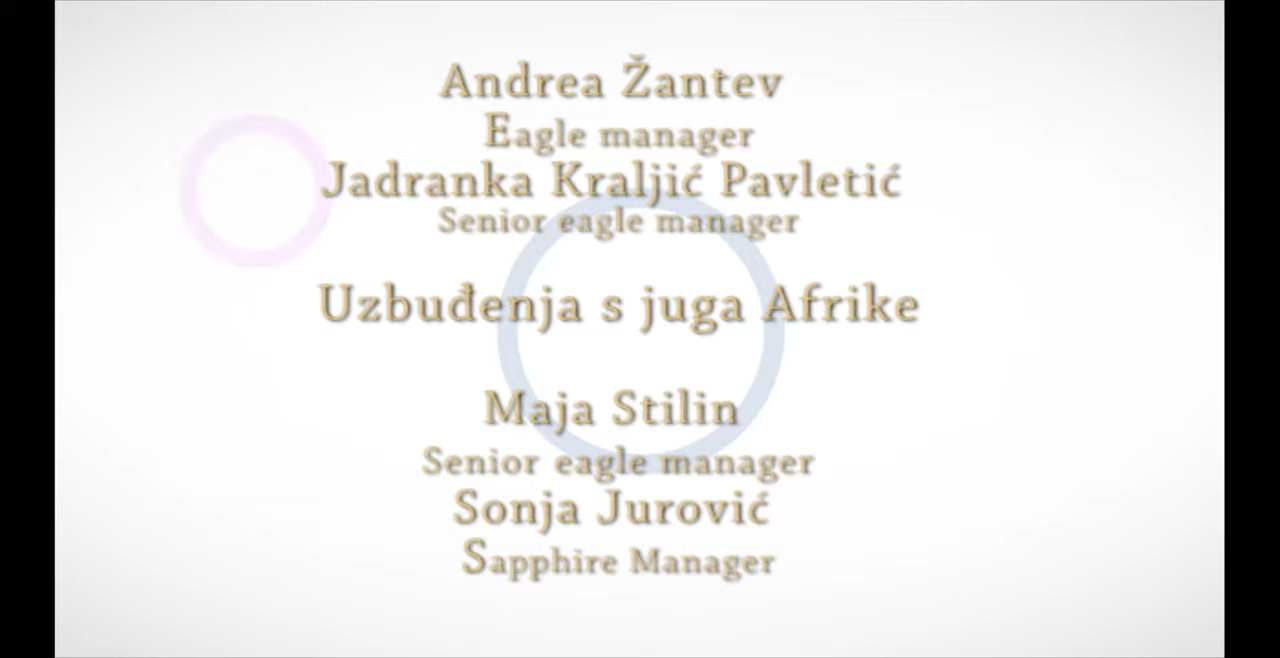 Andrea Žantev
Eagle manager
Jadranka Kraljić Pavletić
Senior eagle manager
Uzbuđenja s juga Afrike
Maja Stilin
Senior eagle manager
Sonja Jurović
Sapphire Manager